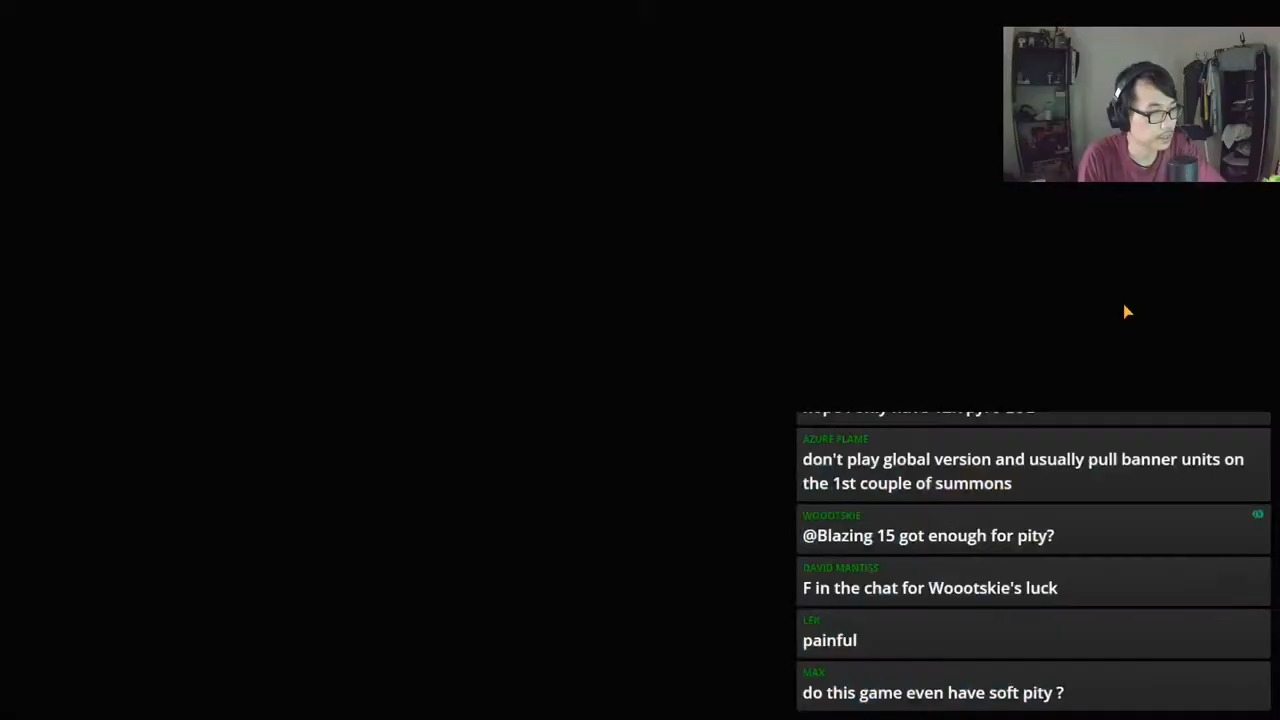 AZURE FLAME
don't play global version and usually pull banner units on
the 1st couple of summons
WOOOTSKIE
@Blazing 15 got enough for pity?
DAVID MANTISS
F in the chat for Woootskie's luck
LEK
painful
MAX
do this game even have soft pity ?